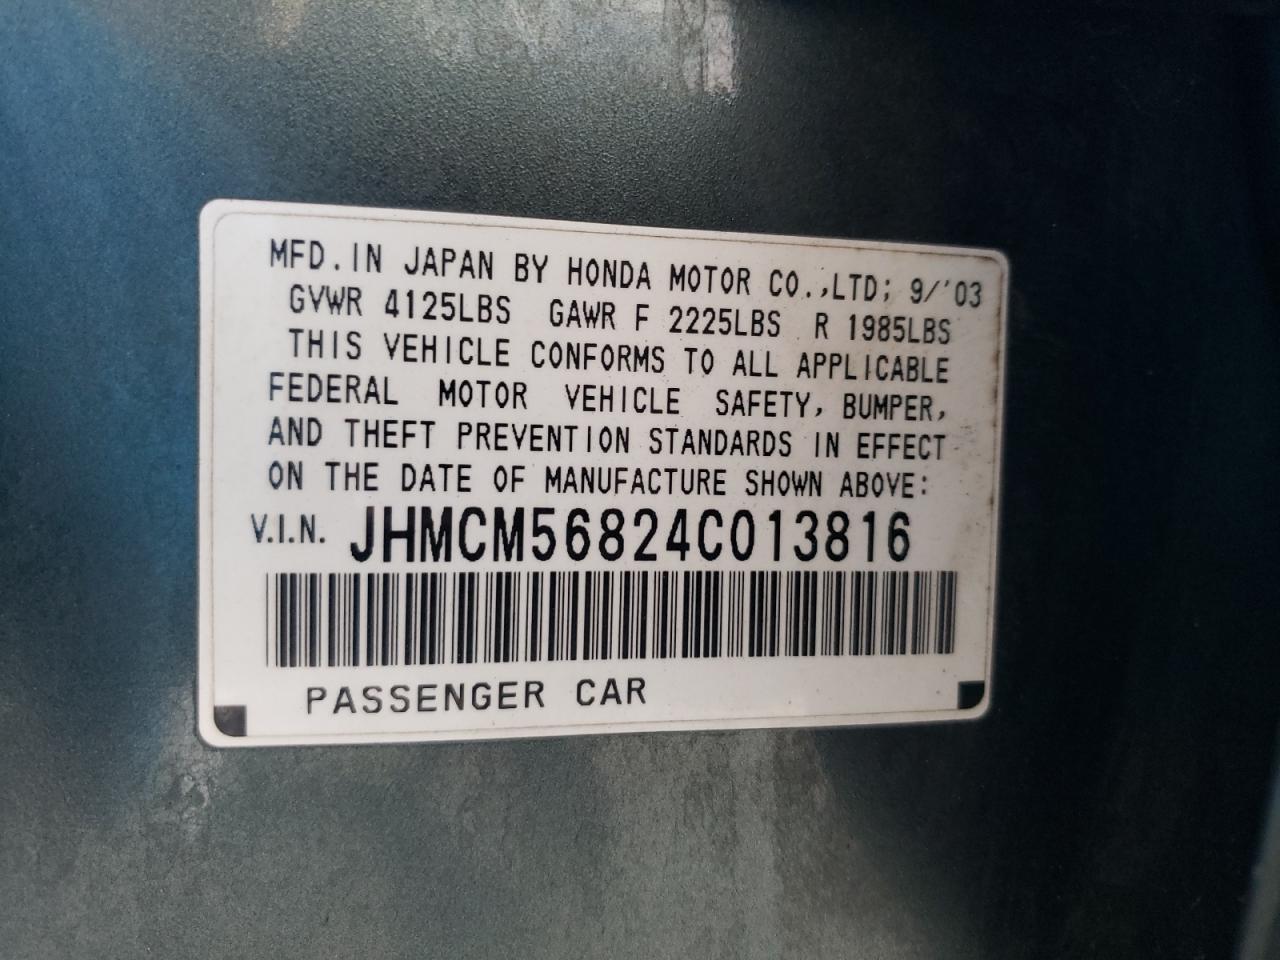 MFD. IN JAPAN BY HONDA MOTOR CO.,LTD; 9/'03
GVWR 4125LBS GAWR F 2225LBS R 1985LBS
THIS VEHICLE CONFORMS TO ALL APPLICABLE
FEDERAL MOTOR VEHICLE SAFETY, BUMPER,
AND THEFT PREVENTION STANDARDS IN EFFECT
ON THE DATE OF MANUFACTURE SHOWN ABOVE:
V.I.N. JHMCM56824C013816
PASSENGER CAR